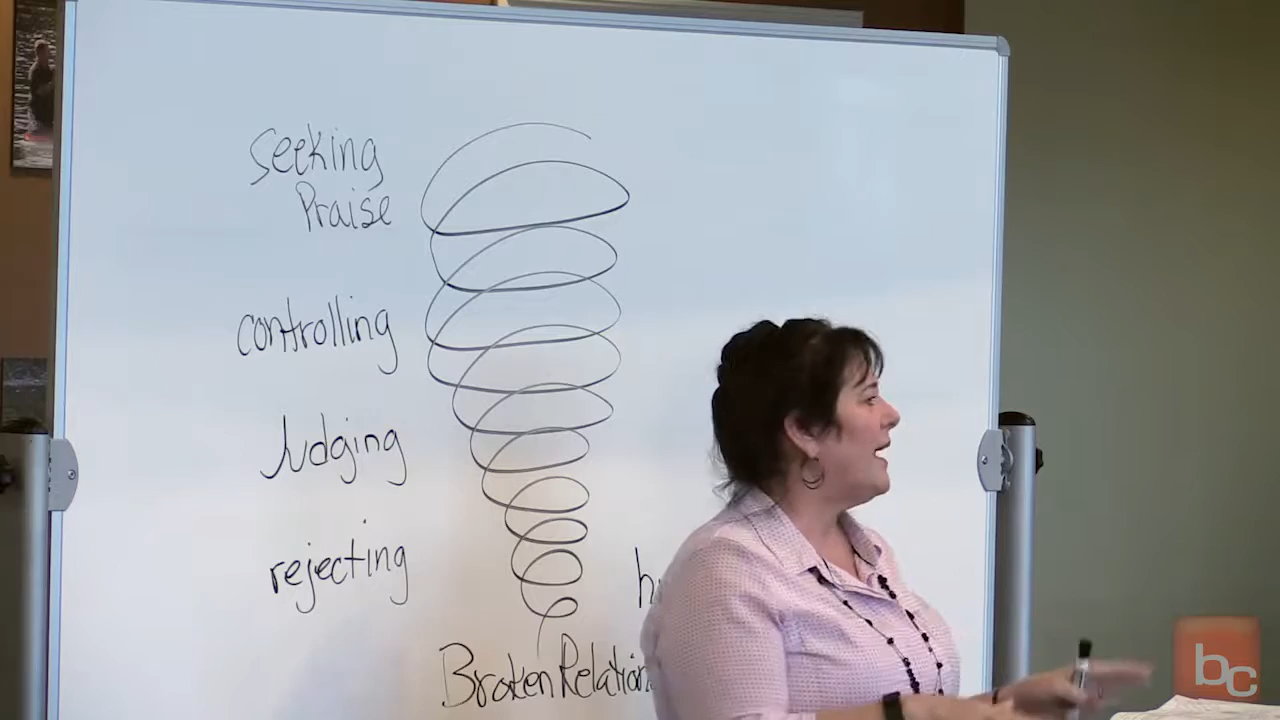 Seeking
Praise
controlling
Judging
rejecting
h
Broken Relation
bc